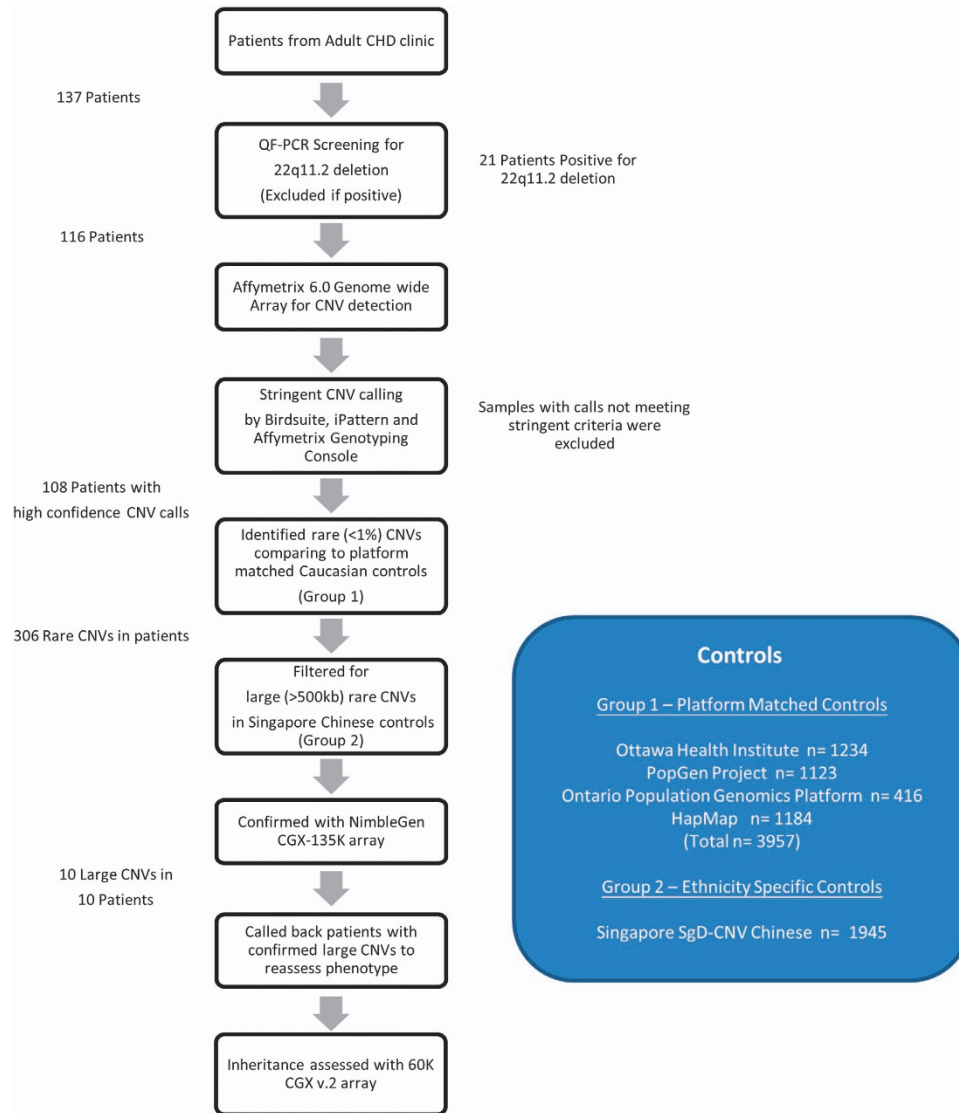 Patients from Adult CHD clinic
137 Patients
QF-PCR Screening for
22q11.2 deletion
(Excluded if positive)
21 Patients Positive for
22q11.2 deletion
116 Patients
Affymetrix 6.0 Genome wide
Array for CNV detection
Stringent CNV calling
by Birdsuite, iPattern and
Affymetrix Genotyping
Console
Samples with calls not meeting
stringent criteria were
excluded
108 Patients with
high confidence CNV calls
Identified rare (<1%) CNVs
comparing to platform
matched Caucasian controls
(Group 1)
306 Rare CNVs in patients
Filtered for
large (>500kb) rare CNVs
in Singapore Chinese controls
(Group 2)
Confirmed with NimbleGen
CGX-135K array
10 Large CNVs in
10 Patients
Called back patients with
confirmed large CNVs to
reassess phenotype
Inheritance assessed with 60K
CGX v.2 array
Controls
Group 1 – Platform Matched Controls
Ottawa Health Institute n= 1234
PopGen Project n= 1123
Ontario Population Genomics Platform n= 416
HapMap n= 1184
(Total n= 3957)
Group 2 – Ethnicity Specific Controls
Singapore SgD-CNV Chinese n= 1945